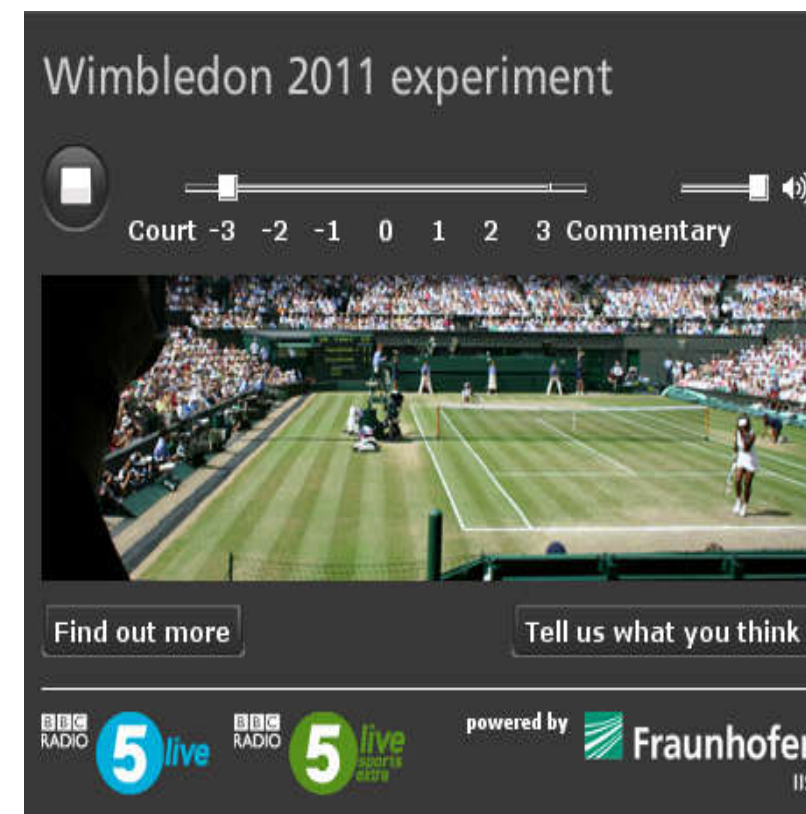 Wimbledon 2011 experiment
Court -3 -2 -1 0 1 2 3 Commentary
Find out more
Tell us what you think
BBC RADIO 5 live
BBC RADIO 5 live sports extra
powered by
Fraunhofer
IIS